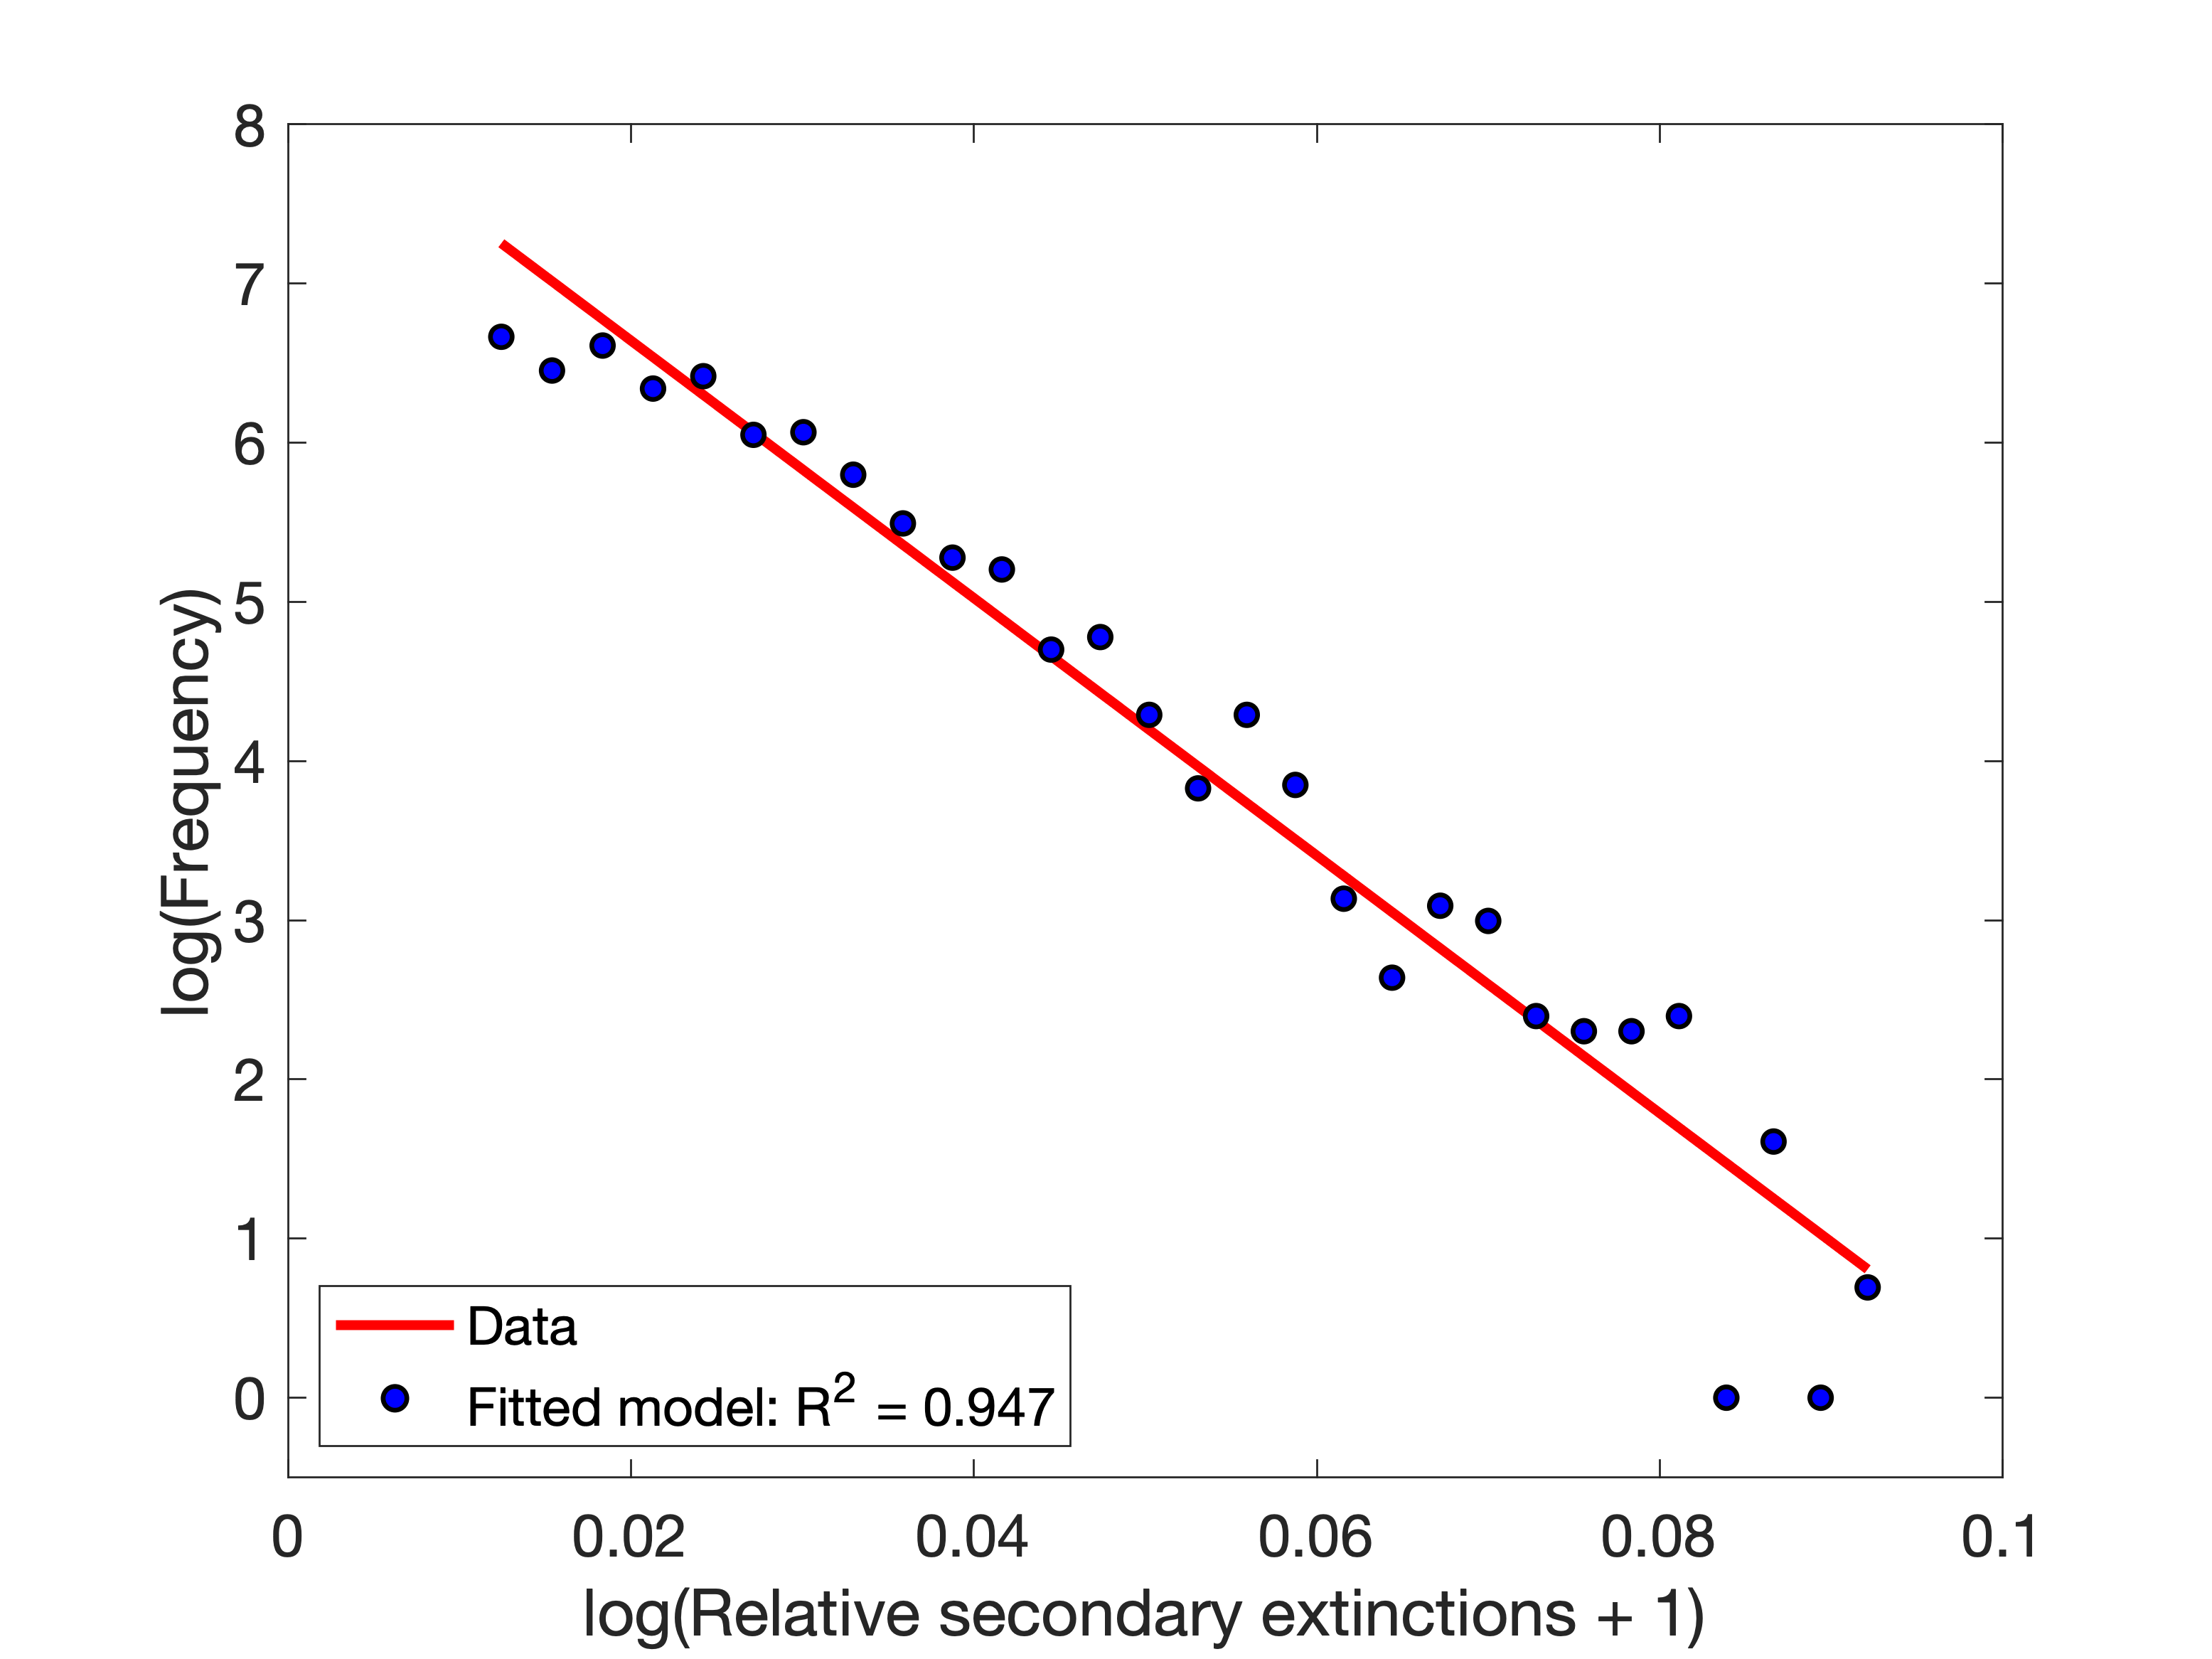 8
7
6
5
4
3
2
1
0
log(Frequency)
Data
Fitted model: R² = 0.947
0 0.02 0.04 0.06 0.08 0.1
log(Relative secondary extinctions + 1)